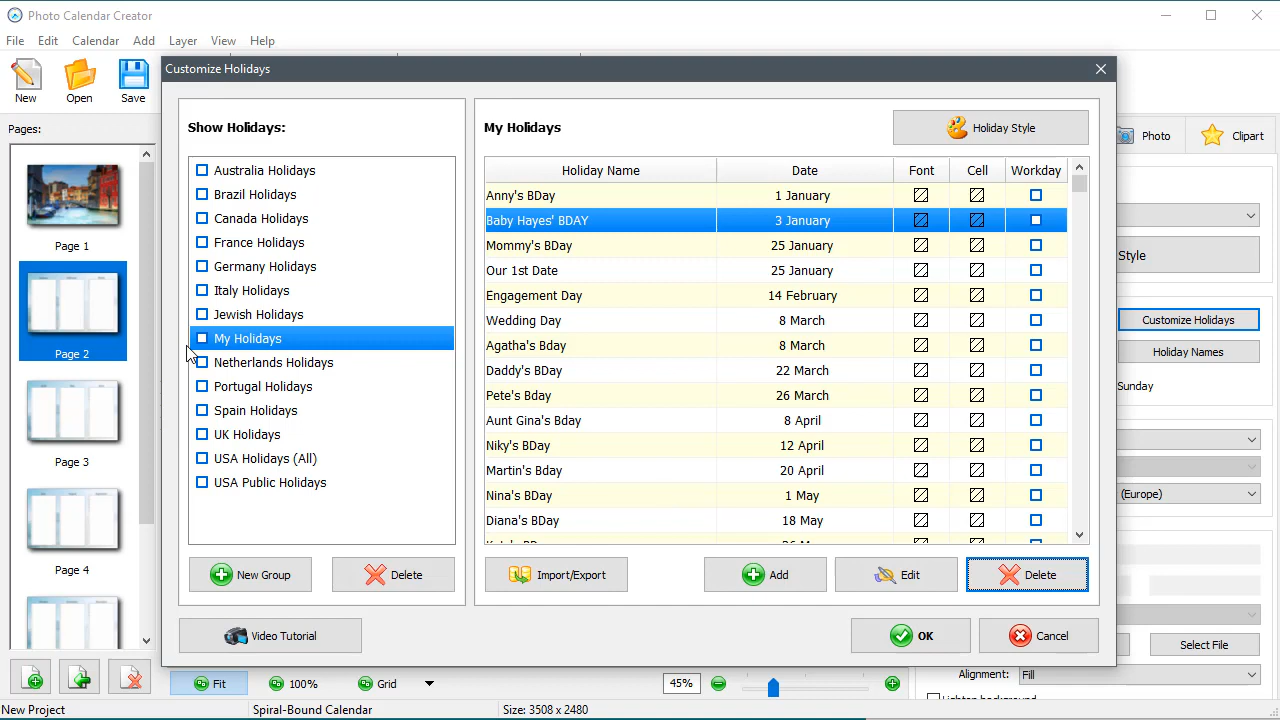 Photo Calendar Creator
File Edit Calendar Add Layer View Help
New Open Save
Customize Holidays
Pages:
Page 1
Page 2
Page 3
Page 4
Show Holidays:
Australia Holidays
Brazil Holidays
Canada Holidays
France Holidays
Germany Holidays
Italy Holidays
Jewish Holidays
My Holidays
Netherlands Holidays
Portugal Holidays
Spain Holidays
UK Holidays
USA Holidays (All)
USA Public Holidays
New Group Delete
My Holidays
Holiday Style
Holiday Name Date Font Cell Workday
Anny's BDay 1 January
Baby Hayes' BDAY 3 January
Mommy's BDay 25 January
Our 1st Date 25 January
Engagement Day 14 February
Wedding Day 8 March
Agatha's BDay 8 March
Daddy's BDay 22 March
Pete's Bday 26 March
Aunt Gina's Bday 8 April
Niky's BDay 12 April
Martin's Bday 20 April
Nina's BDay 1 May
Diana's BDay 18 May
Import/Export Add Edit Delete
Video Tutorial
OK Cancel
Photo Clipart
Style
Customize Holidays
Holiday Names
Sunday
(Europe)
Select File
Alignment: Fill
Fit 100% Grid 45%
New Project Spiral-Bound Calendar Size: 3508 x 2480